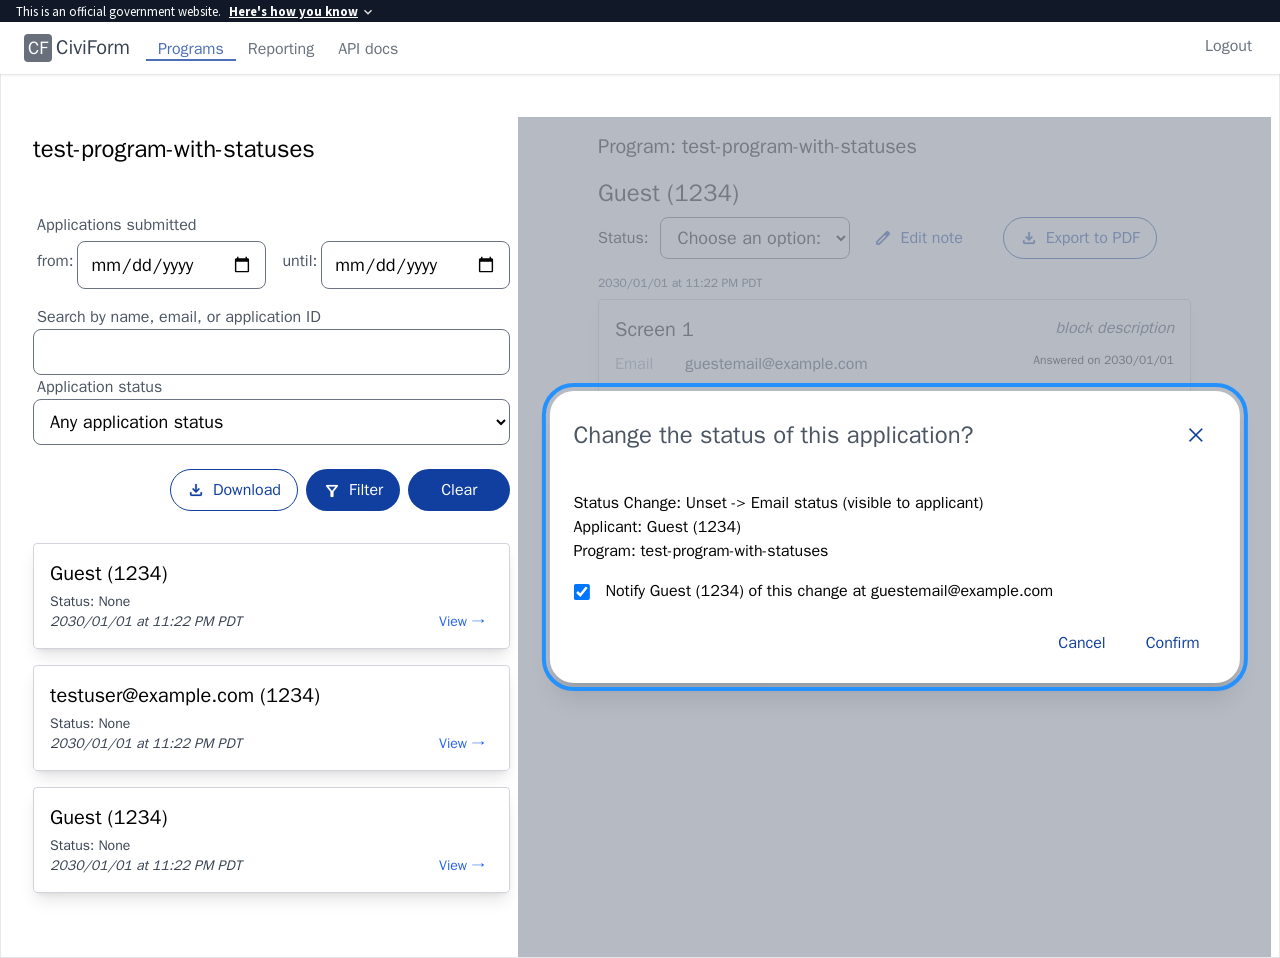 This is an official government website. Here's how you know
CF CiviForm Programs Reporting API docs Logout
test-program-with-statuses
Applications submitted
from: mm/dd/yyyy until: mm/dd/yyyy
Search by name, email, or application ID
Application status
Any application status
Download Filter Clear
Guest (1234)
Status: None
2030/01/01 at 11:22 PM PDT View →
testuser@example.com (1234)
Status: None
2030/01/01 at 11:22 PM PDT View →
Guest (1234)
Status: None
2030/01/01 at 11:22 PM PDT View →
Program: test-program-with-statuses
Guest (1234)
Status: Choose an option: Edit note Export to PDF
2030/01/01 at 11:22 PM PDT
Screen 1 block description
Email guestemail@example.com Answered on 2030/01/01
Change the status of this application?
Status Change: Unset -> Email status (visible to applicant)
Applicant: Guest (1234)
Program: test-program-with-statuses
Notify Guest (1234) of this change at guestemail@example.com
Cancel Confirm